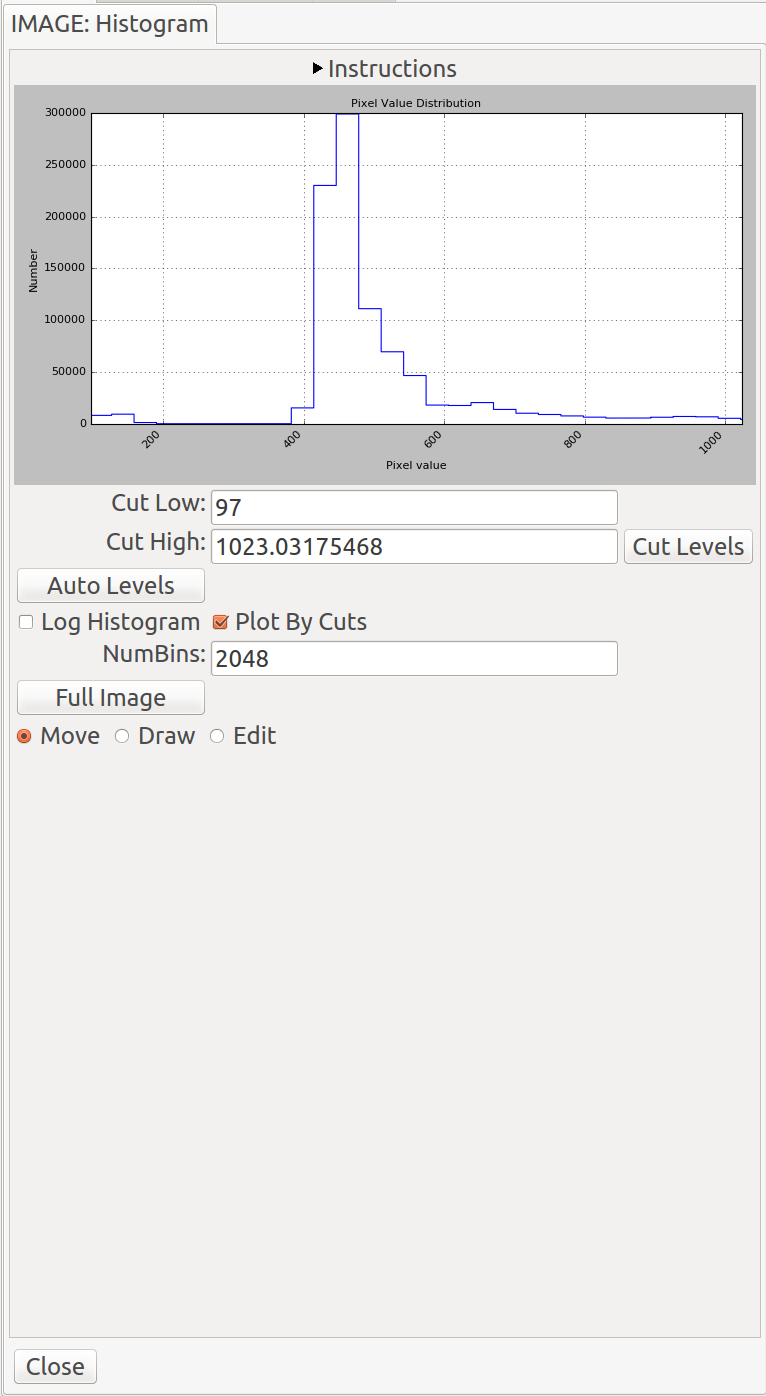 IMAGE: Histogram
Instructions
Pixel Value Distribution
300000
250000
200000
150000
100000
50000
0
Number
200 400 600 800 1000
Pixel value
Cut Low: 97
Cut High: 1023.03175468 Cut Levels
Auto Levels
Log Histogram Plot By Cuts
NumBins: 2048
Full Image
Move Draw Edit
Close